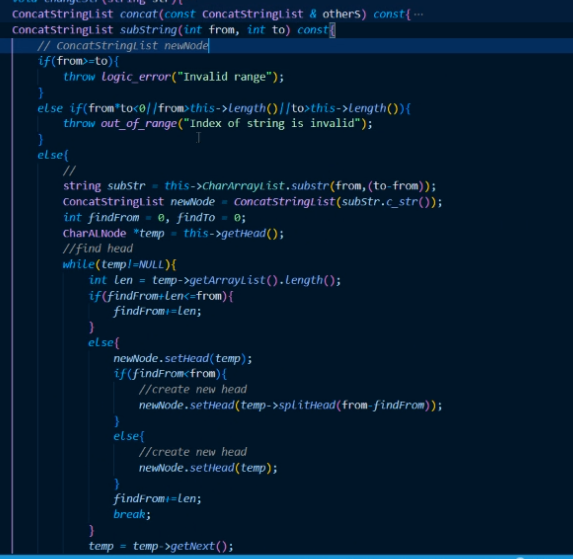 ConcatStringList concat(const ConcatStringList & otherS) const{ ···
ConcatStringList subString(int from, int to) const{
// ConcatStringList newNode
if(from>=to){
throw logic_error("Invalid range");
}
else if(from*to<0||from>this->length()||to>this->length()){
throw out_of_range("Index of string is invalid");
}
else{
//
string subStr = this->CharArrayList.substr(from,(to-from));
ConcatStringList newNode = ConcatStringList(subStr.c_str());
int findFrom = 0, findTo = 0;
CharALNode *temp = this->getHead();
//find head
while(temp!=NULL){
int len = temp->getArrayList().length();
if(findFrom+len<=from){
findFrom+=len;
}
else{
newNode.setHead(temp);
if(findFrom<from){
//create new head
newNode.setHead(temp->splitHead(from-findFrom));
}
else{
//create new head
newNode.setHead(temp);
}
findFrom+=len;
break;
}
temp = temp->getNext();